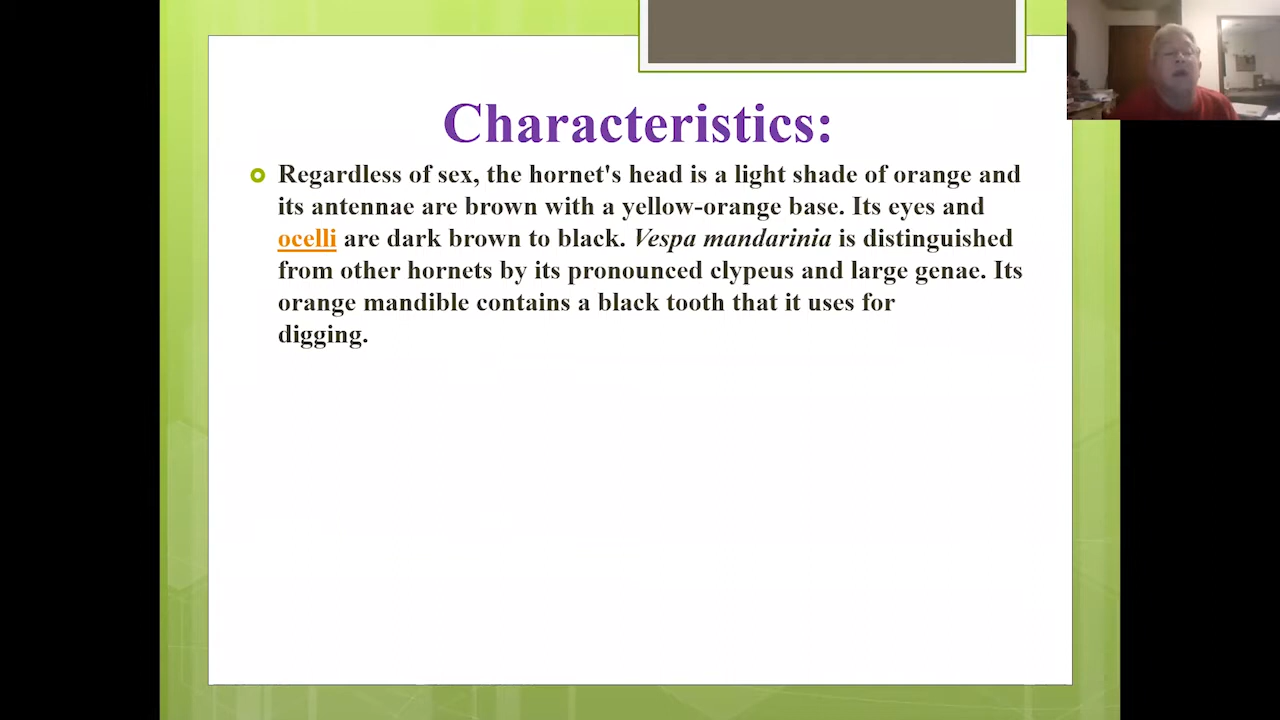 Characteristics:
Regardless of sex, the hornet's head is a light shade of orange and
its antennae are brown with a yellow-orange base. Its eyes and
ocelli are dark brown to black. Vespa mandarinia is distinguished
from other hornets by its pronounced clypeus and large genae. Its
orange mandible contains a black tooth that it uses for
digging.